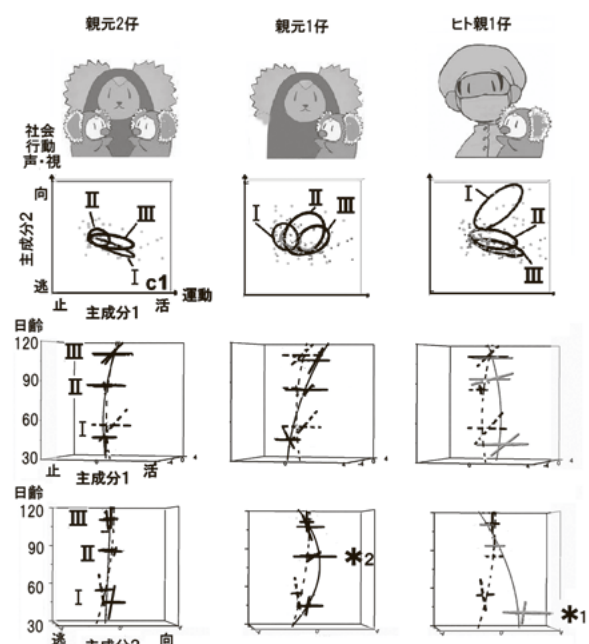 親元2仔 親元1仔 ヒト親1仔
社会
行動
声・視
向
主成分2
逃
Ⅱ Ⅲ Ⅰ c1
止 活 運動
主成分1
Ⅰ Ⅱ Ⅲ
Ⅰ Ⅱ Ⅲ
日齢
120 Ⅲ
90 Ⅱ
60 Ⅰ
30
止 主成分1 活
日齢
120 Ⅲ
90 Ⅱ *2
60 Ⅰ *1
30
逃 主成分2 向